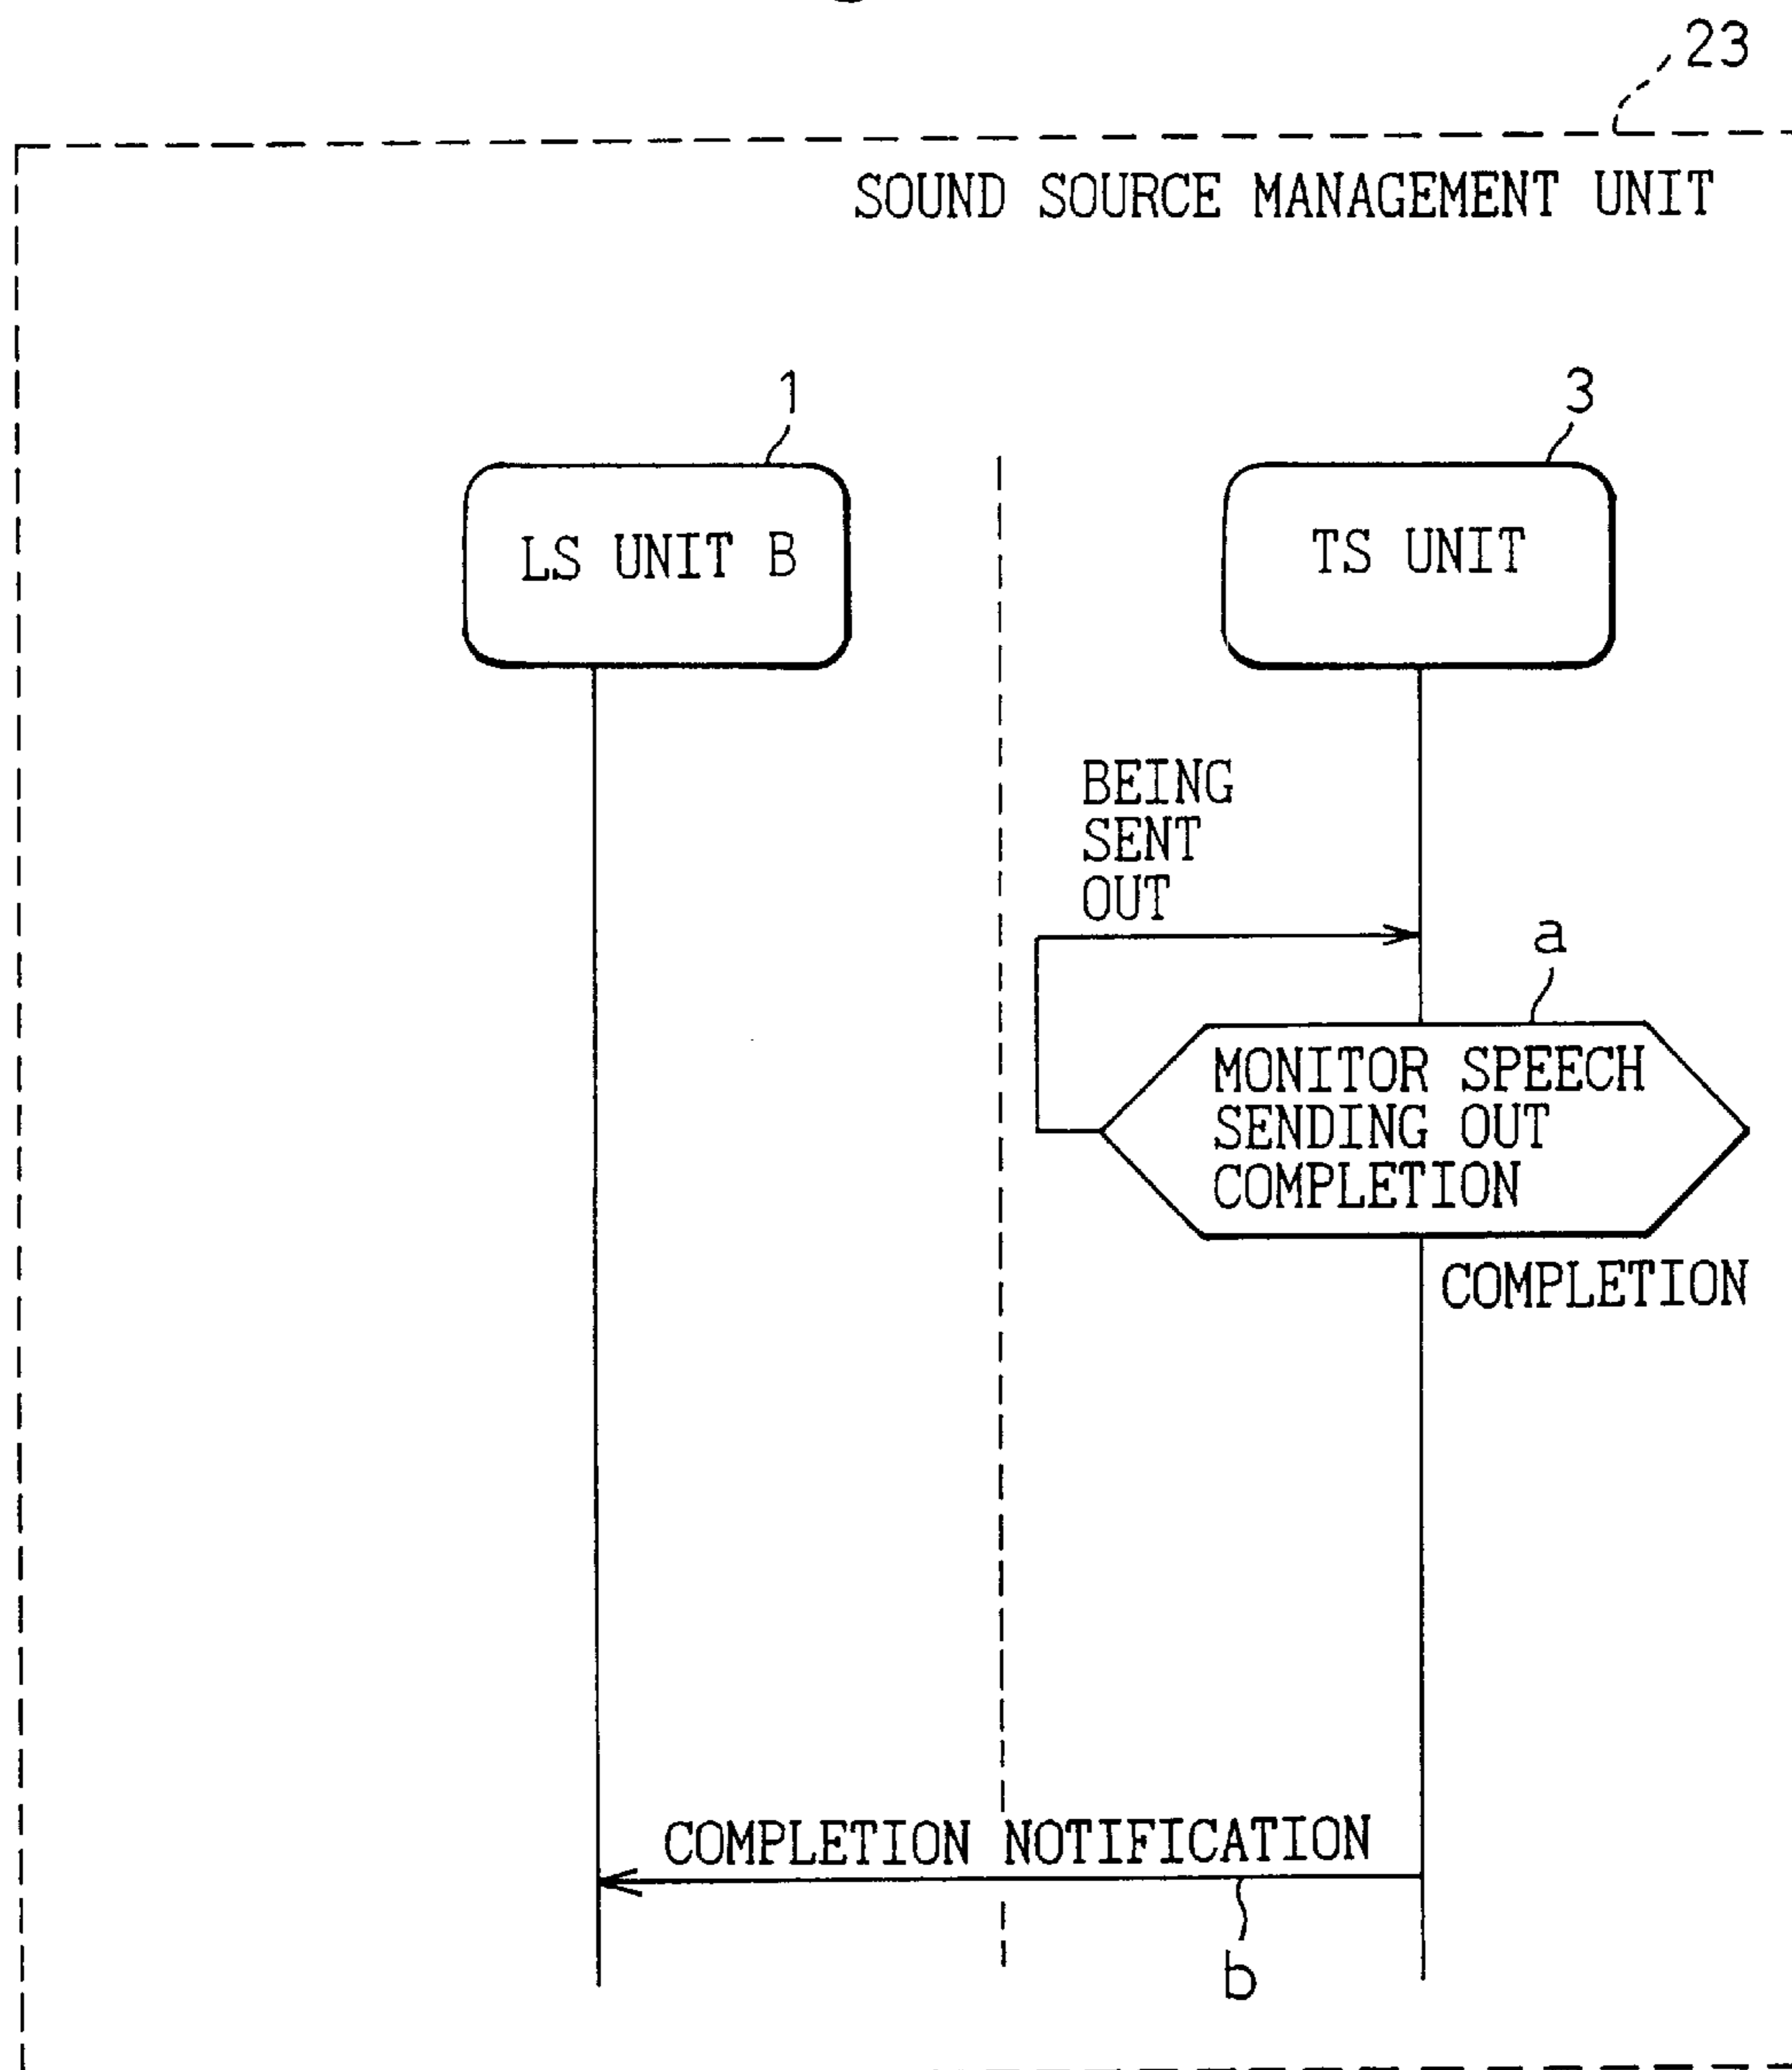 23
SOUND SOURCE MANAGEMENT UNIT
1
3
LS UNIT B
TS UNIT
BEING
SENT
OUT
a
MONITOR SPEECH
SENDING OUT
COMPLETION
COMPLETION
COMPLETION NOTIFICATION
b